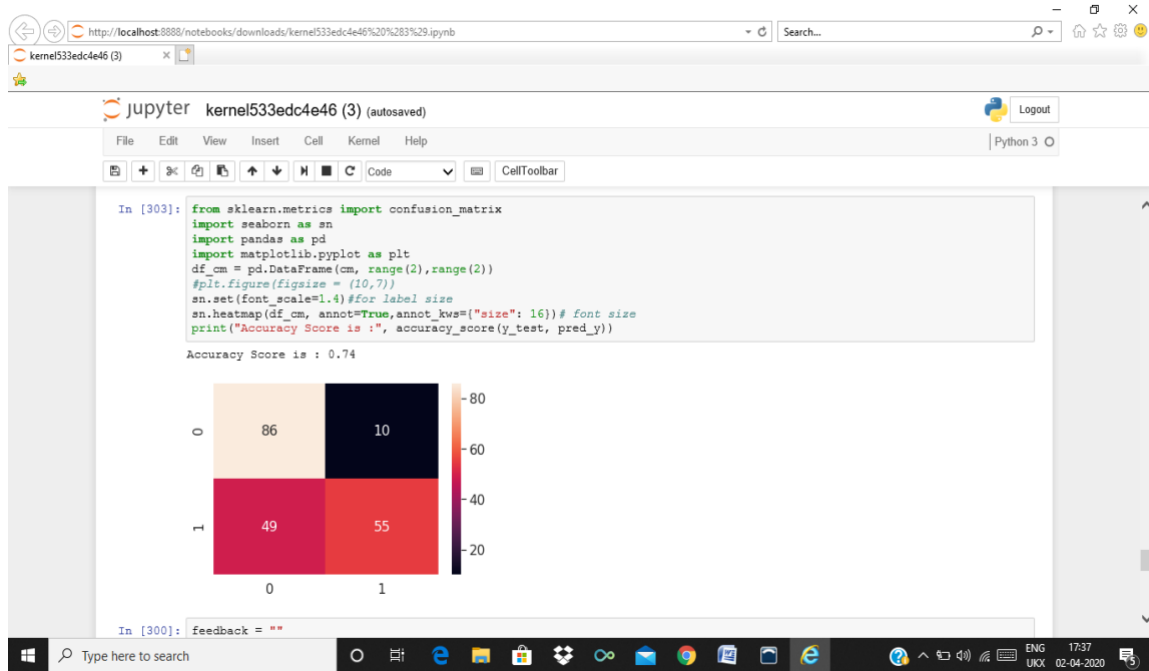 http://localhost:8888/notebooks/downloads/kernel533edc4e46%20%283%29.ipynb
Search...
kernel533edc4e46 (3)
jupyter kernel533edc4e46 (3) (autosaved)
Logout
File Edit View Insert Cell Kernel Help
Python 3
Code
CellToolbar
In [303]: from sklearn.metrics import confusion_matrix
import seaborn as sn
import pandas as pd
import matplotlib.pyplot as plt
df_cm = pd.DataFrame(cm, range(2),range(2))
#plt.figure(figsize = (10,7))
sn.set(font_scale=1.4)#for label size
sn.heatmap(df_cm, annot=True,annot_kws={"size": 16})# font size
print("Accuracy Score is :", accuracy_score(y_test, pred_y))
Accuracy Score is : 0.74
80
0 86 10
60
40
1 49 55
20
0 1
In [300]: feedback = ""
Type here to search
ENG 17:37
UKX 02-04-2020
5